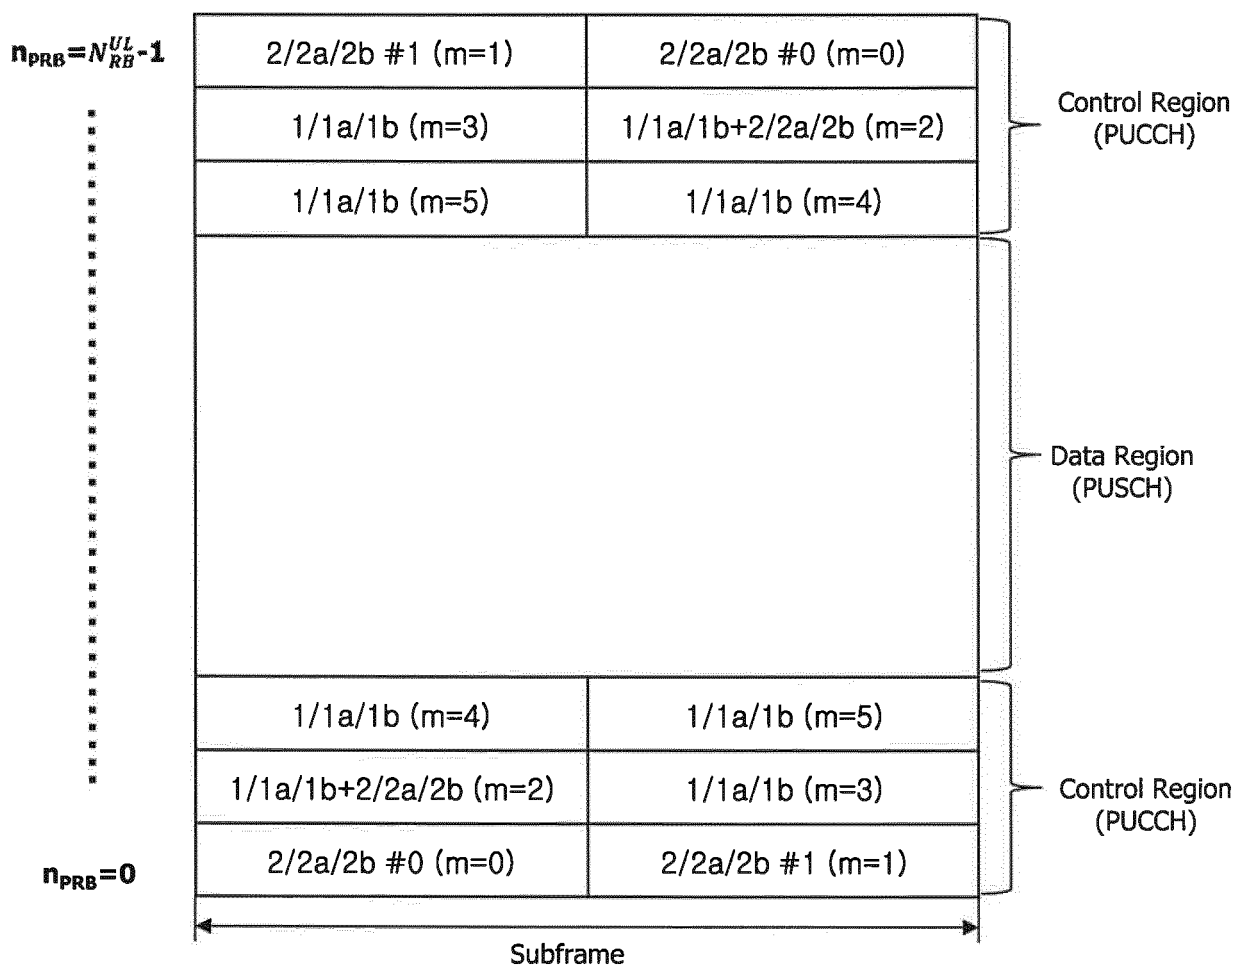 n_PRB=N_RB^UL-1
2/2a/2b #1 (m=1)
2/2a/2b #0 (m=0)
1/1a/1b (m=3)
1/1a/1b+2/2a/2b (m=2)
Control Region
(PUCCH)
1/1a/1b (m=5)
1/1a/1b (m=4)
Data Region
(PUSCH)
1/1a/1b (m=4)
1/1a/1b (m=5)
1/1a/1b+2/2a/2b (m=2)
1/1a/1b (m=3)
Control Region
(PUCCH)
n_PRB=0
2/2a/2b #0 (m=0)
2/2a/2b #1 (m=1)
Subframe